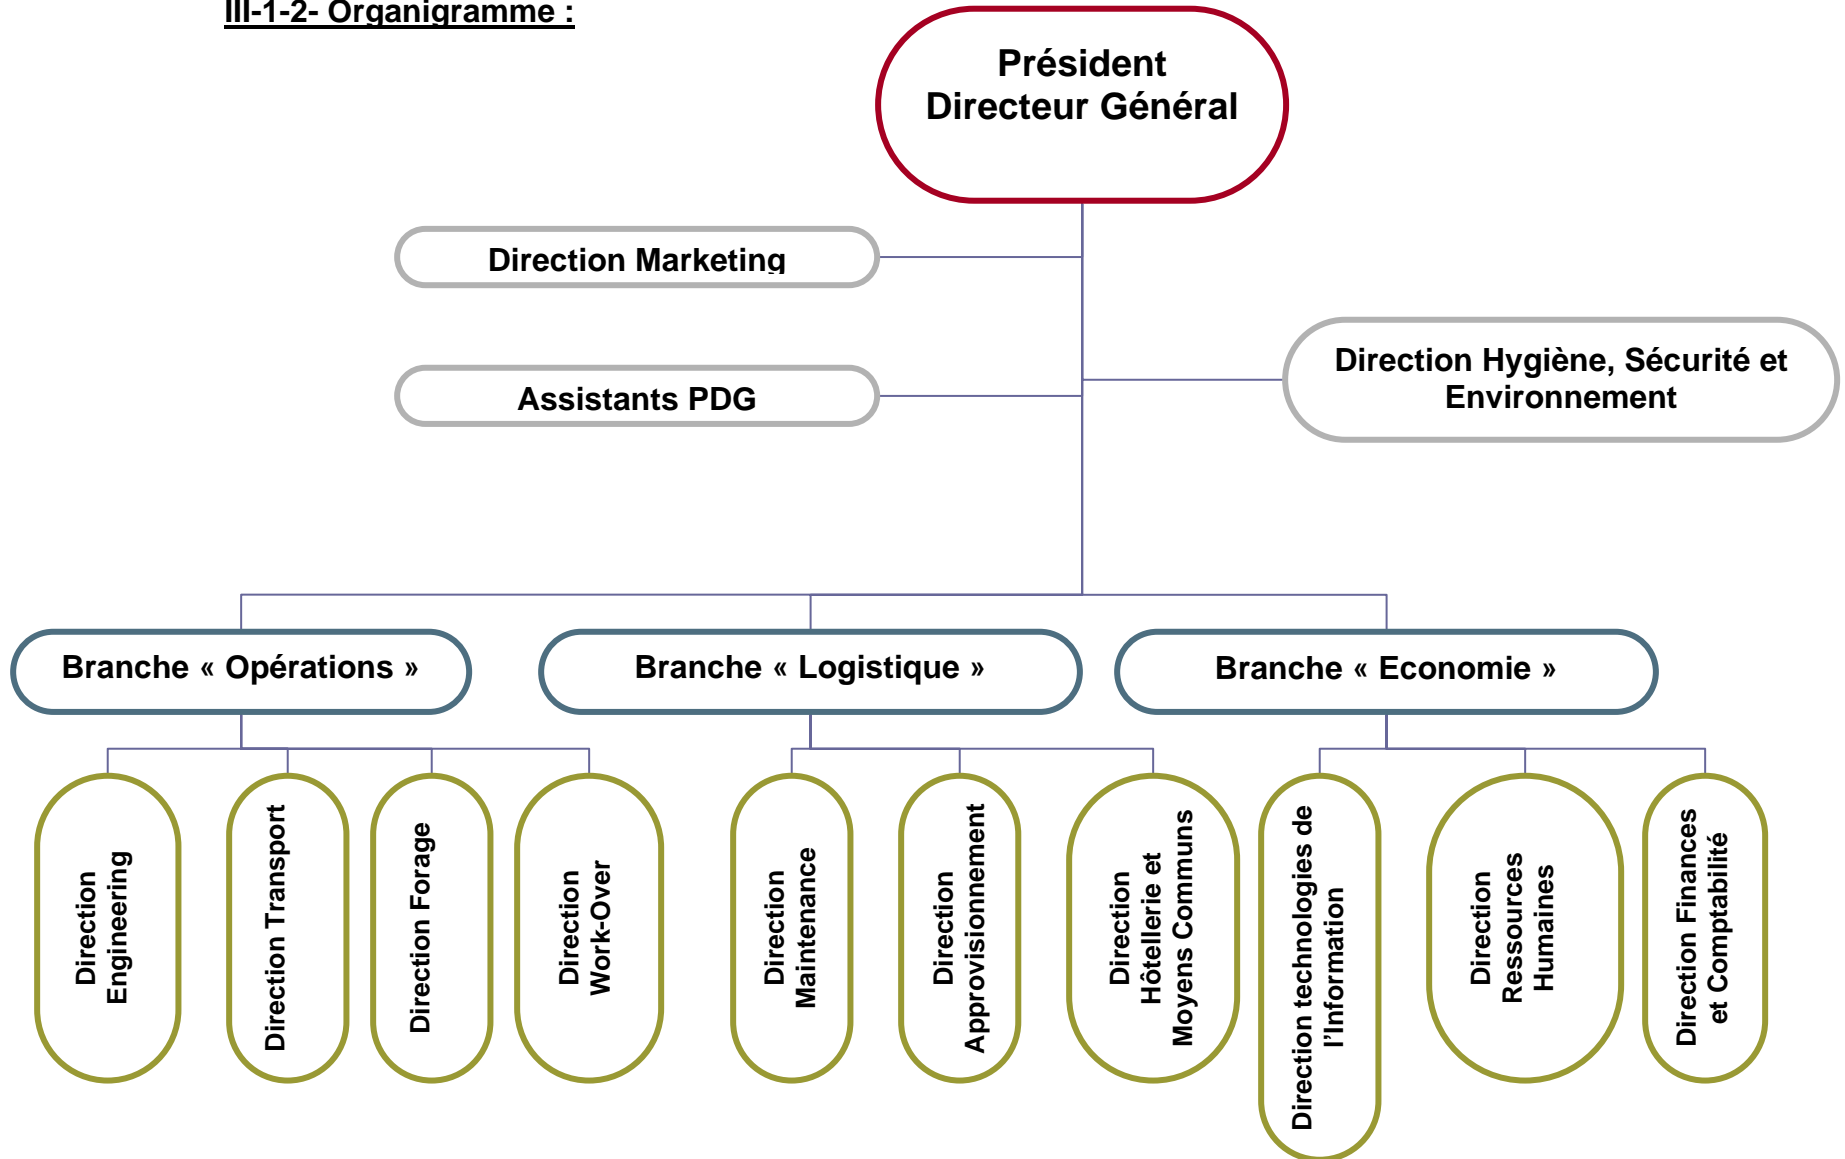 III-1-2- Organigramme :
Président
Directeur Général
Direction Marketing
Assistants PDG
Direction Hygiène, Sécurité et
Environnement
Branche « Opérations »
Branche « Logistique »
Branche « Economie »
Direction
Engineering
Direction Transport
Direction Forage
Direction
Work-Over
Direction
Maintenance
Direction
Approvisionnement
Direction
Hôtellerie et
Moyens Communs
Direction technologies de
l'Information
Direction
Ressources
Humaines
Direction Finances
et Comptabilité